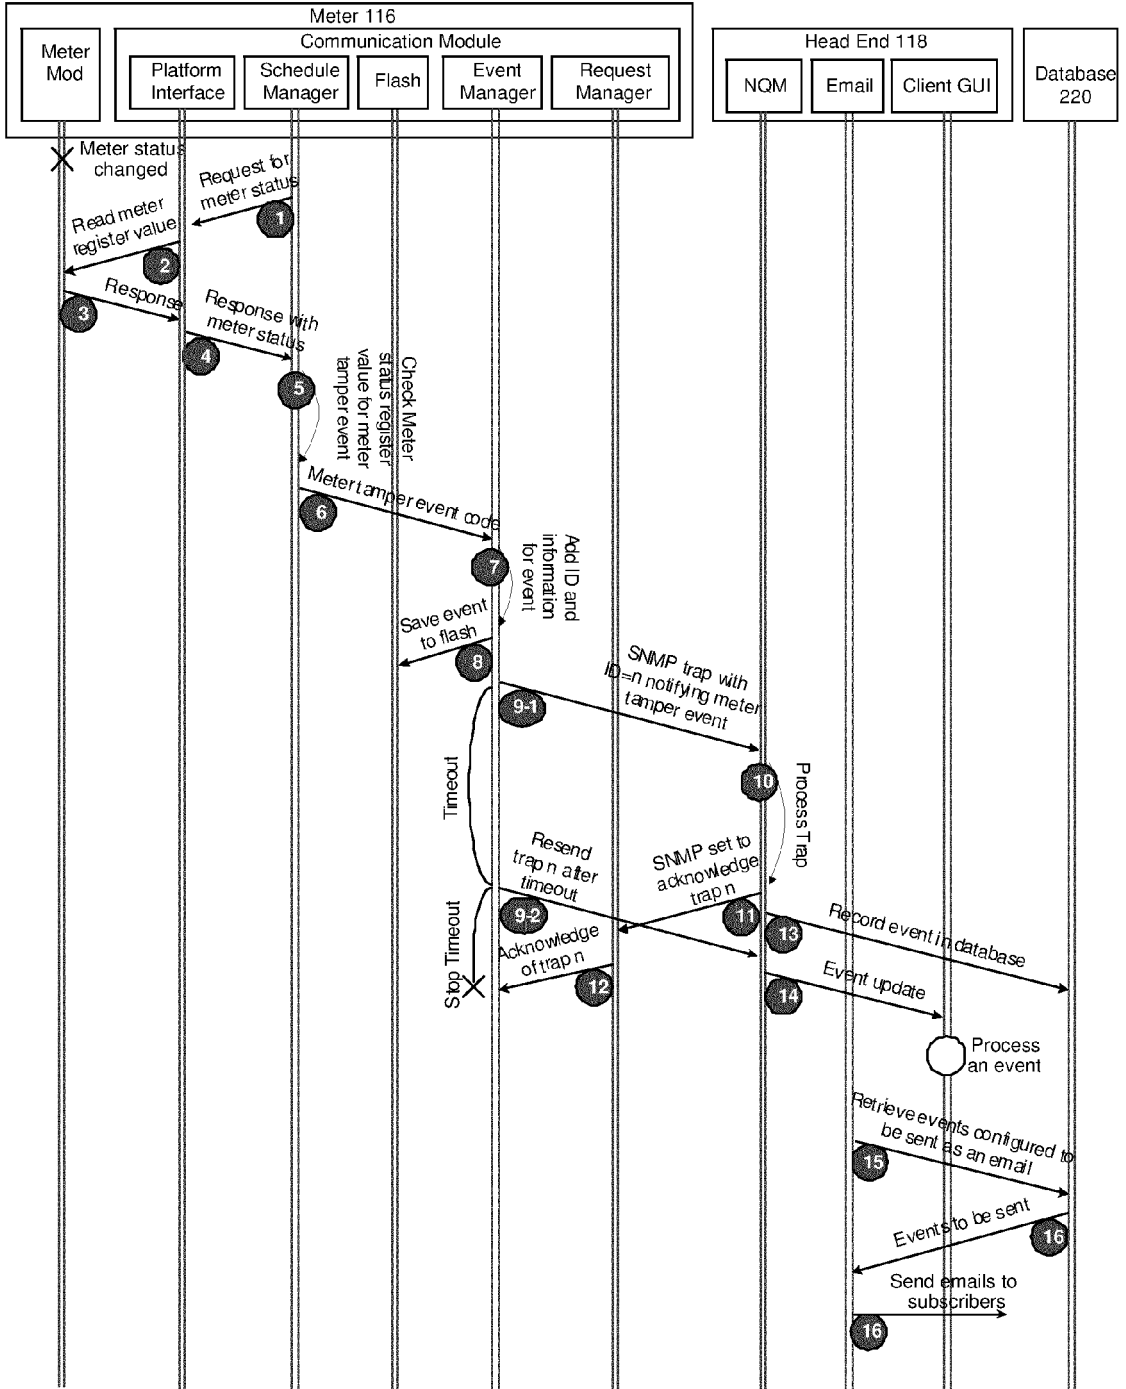 Meter 116
Head End 118
Communication Module
Meter
Mod
Platform
Interface
Schedule
Manager
Flash
Event
Manager
Request
Manager
NQM
Email
Client GUI
Database
220
Meter status
changed
Request for
meter status
1
Read meter
register value
2
Response
3
Response with
meter status
4
5
Check Meter
status register
value for meter
tamper event
Meter tamper event code
6
7
Add ID and
information
for event
Save event
to flash
8
SNMP trap with
ID=n notifying meter
tamper event
9-1
Timeout
10
Process Trap
Resend
trap n after
timeout
9-2
SNMP set to
acknowledge
trap n
11
13
Record event in database
Stop Timeout
Acknowledge
of trap n
12
Event update
14
Process
an event
Retrieve events configured to
be sent as an email
15
Events to be sent
16
Send emails to
subscribers
16